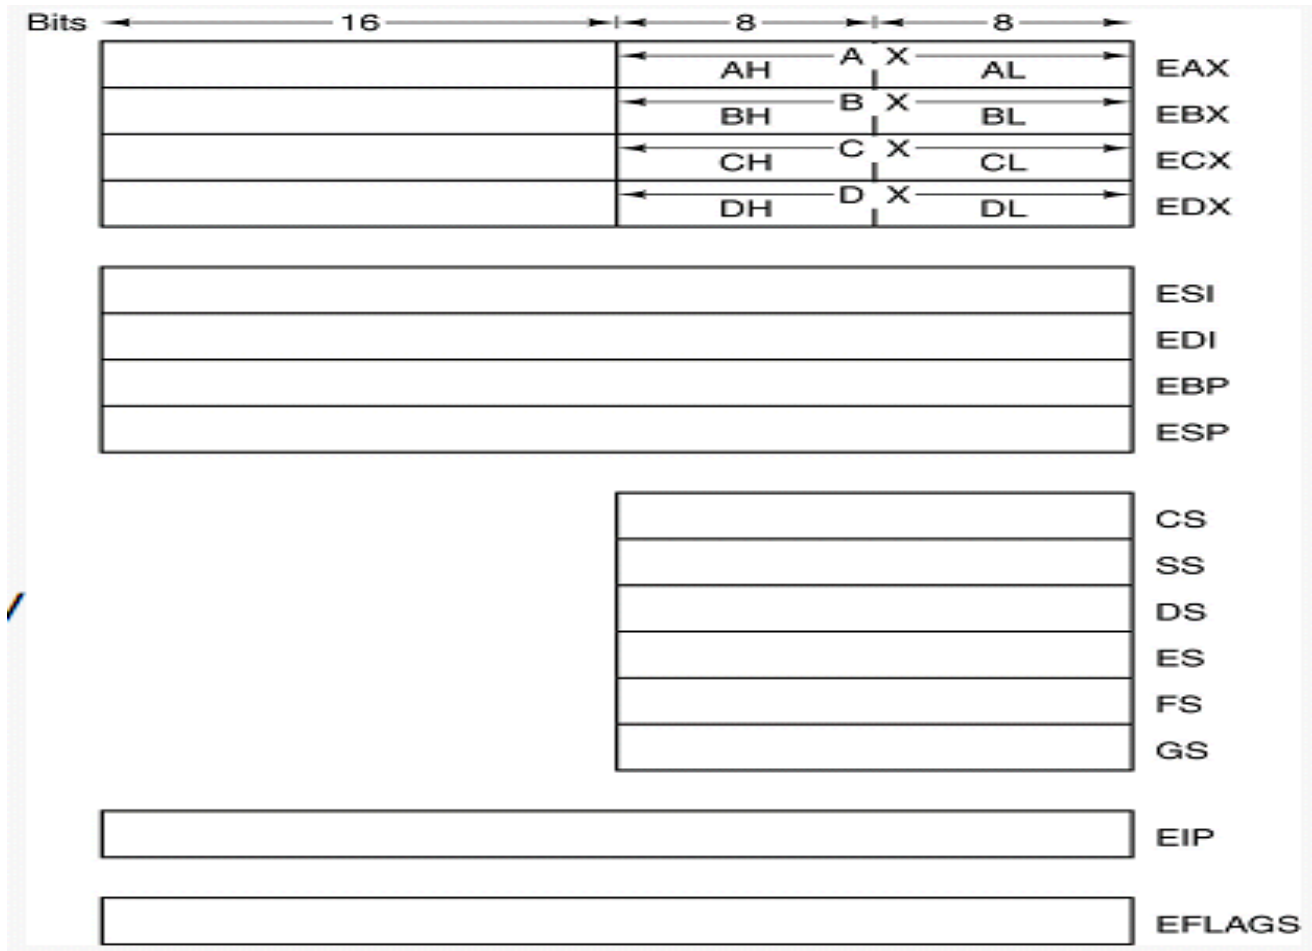 Bits 16 8 8
A X
AH AL EAX
B X
BH BL EBX
C X
CH CL ECX
D X
DH DL EDX
ESI
EDI
EBP
ESP
CS
SS
DS
ES
FS
GS
EIP
EFLAGS